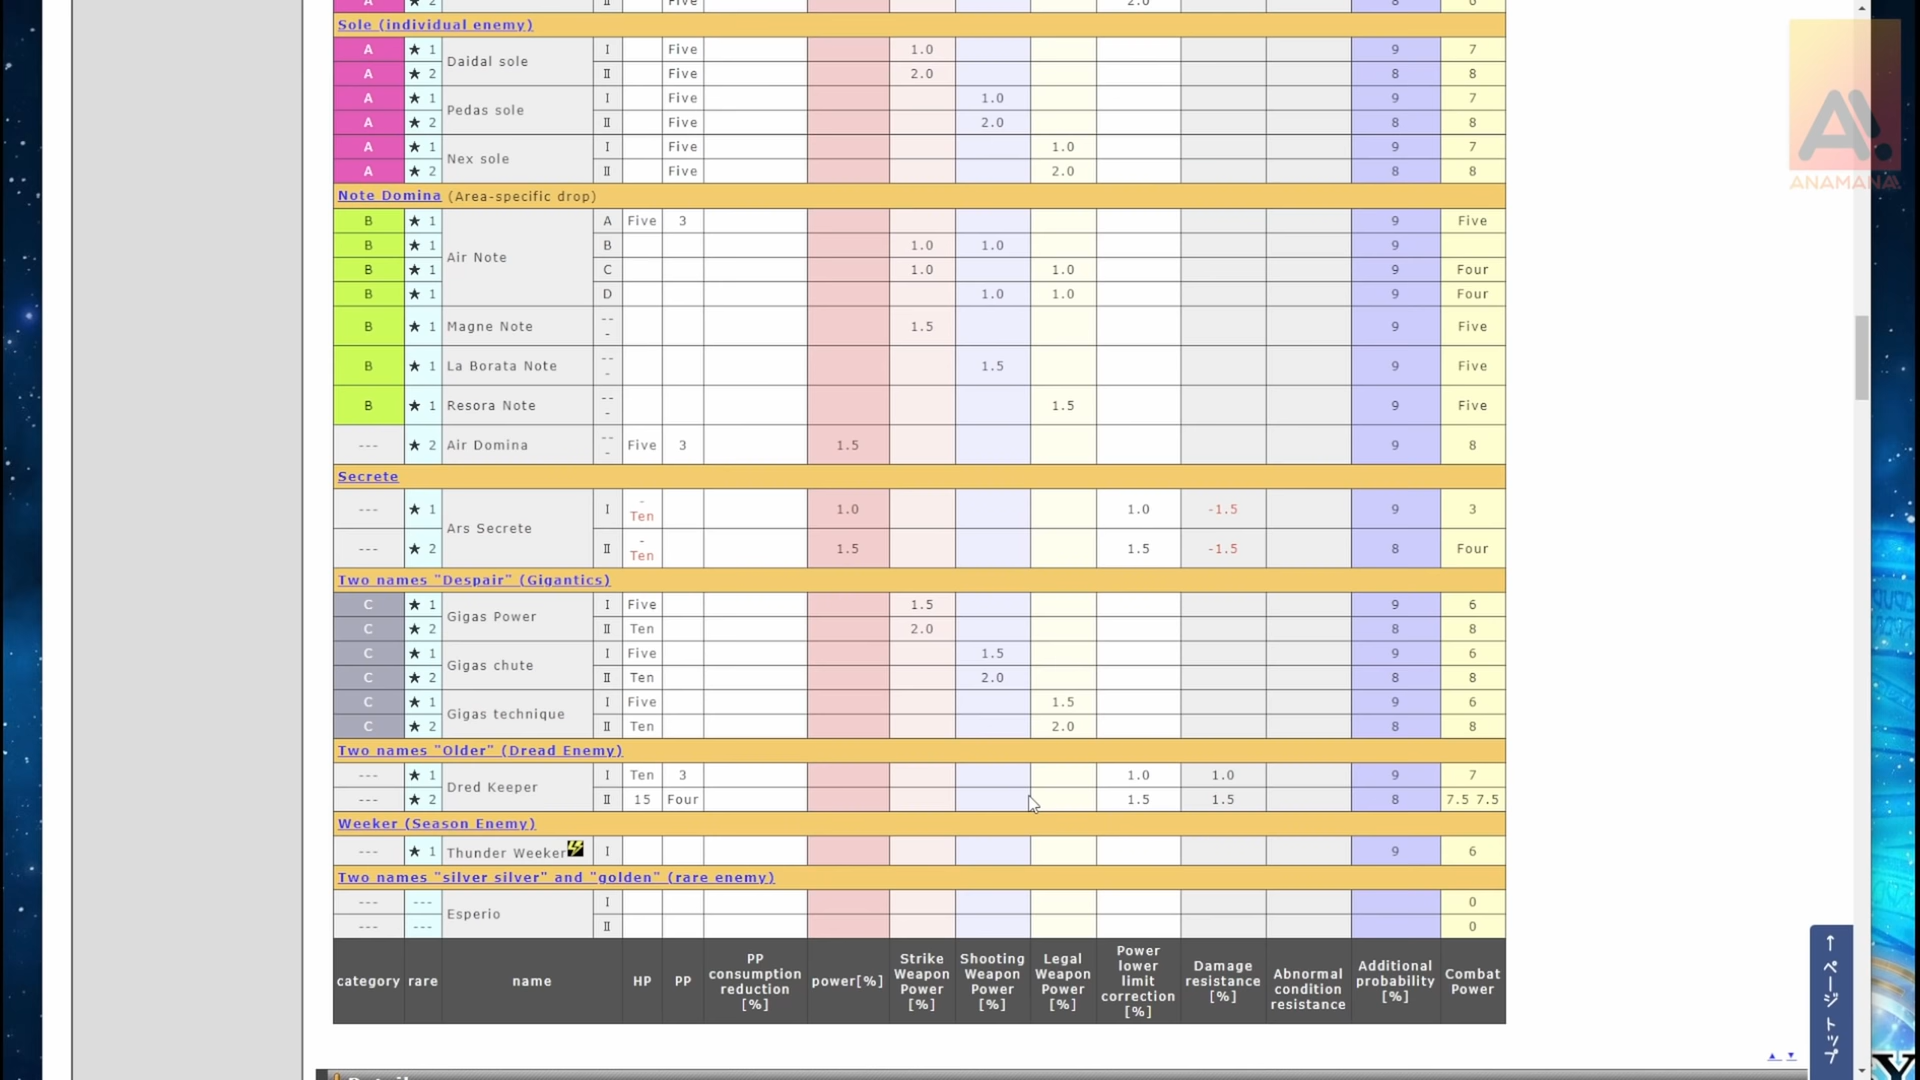 A ★ 2 II Five 2.0 8 6
Sole (individual enemy)
A ★ 1 Daidal sole I Five 1.0 9 7
A ★ 2 II Five 2.0 8 8
A ★ 1 Pedas sole I Five 1.0 9 7
A ★ 2 II Five 2.0 8 8
A ★ 1 Nex sole I Five 1.0 9 7
A ★ 2 II Five 2.0 8 8
Note Domina (Area-specific drop)
B ★ 1 Air Note A Five 3 9 Five
B ★ 1 B 1.0 1.0 9
B ★ 1 C 1.0 1.0 9 Four
B ★ 1 D 1.0 1.0 9 Four
B ★ 1 Magne Note --- 1.5 9 Five
B ★ 1 La Borata Note --- 1.5 9 Five
B ★ 1 Resora Note --- 1.5 9 Five
--- ★ 2 Air Domina --- Five 3 1.5 9 8
Secrete
--- ★ 1 Ars Secrete I -Ten 1.0 1.0 -1.5 9 3
--- ★ 2 II -Ten 1.5 1.5 -1.5 8 Four
Two names "Despair" (Gigantics)
C ★ 1 Gigas Power I Five 1.5 9 6
C ★ 2 II Ten 2.0 8 8
C ★ 1 Gigas chute I Five 1.5 9 6
C ★ 2 II Ten 2.0 8 8
C ★ 1 Gigas technique I Five 1.5 9 6
C ★ 2 II Ten 2.0 8 8
Two names "Older" (Dread Enemy)
--- ★ 1 Dred Keeper I Ten 3 1.0 1.0 9 7
--- ★ 2 II 15 Four 1.5 1.5 8 7.5 7.5
Weeker (Season Enemy)
--- ★ 1 Thunder Weeker I 9 6
Two names "silver silver" and "golden" (rare enemy)
--- --- Esperio I 0
--- --- II 0
category rare name HP PP PP consumption reduction [%] power[%] Strike Weapon Power [%] Shooting Weapon Power [%] Legal Weapon Power [%] Power lower limit correction [%] Damage resistance [%] Abnormal condition resistance Additional probability [%] Combat Power
ANAMANA
↑ページトップ